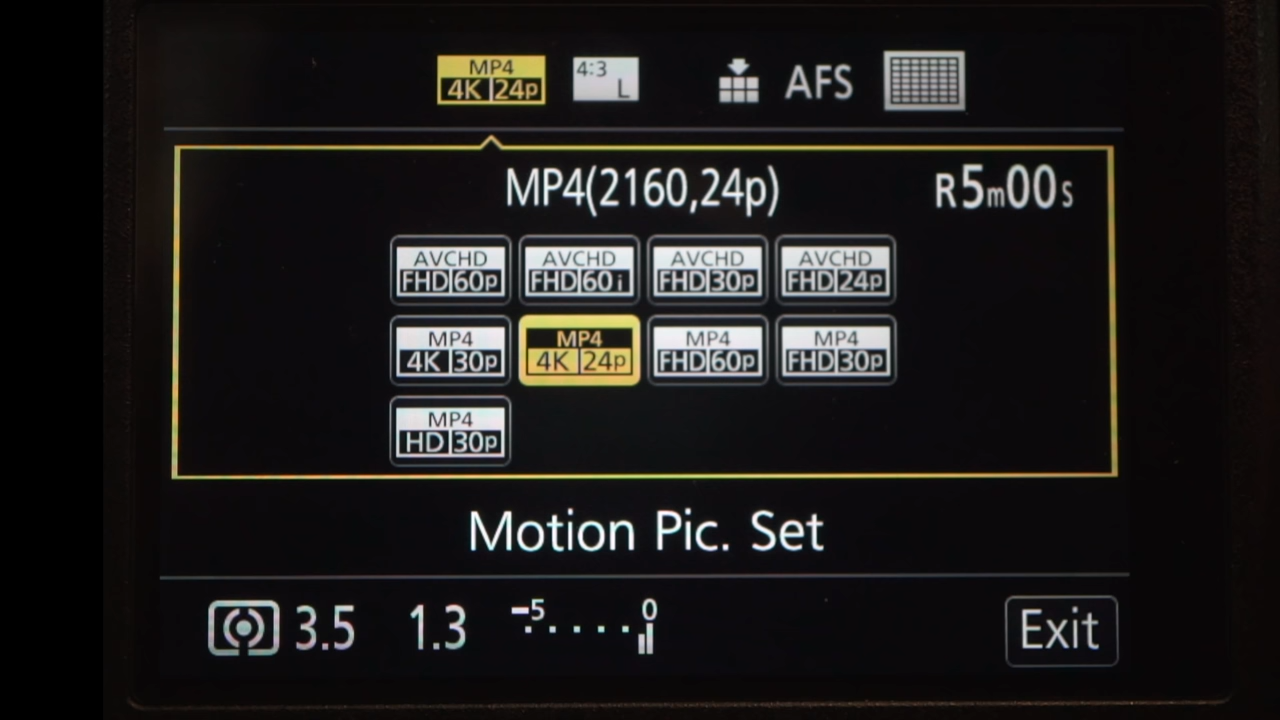 MP4 4:3 AFS
4K 24p L
MP4(2160,24p) R5m00s
AVCHD AVCHD AVCHD AVCHD
FHD 60p FHD 60i FHD 30p FHD 24p
MP4 MP4 MP4 MP4
4K 30p 4K 24p FHD 60p FHD 30p
MP4
HD 30p
Motion Pic. Set
3.5 1.3 -5 0 Exit